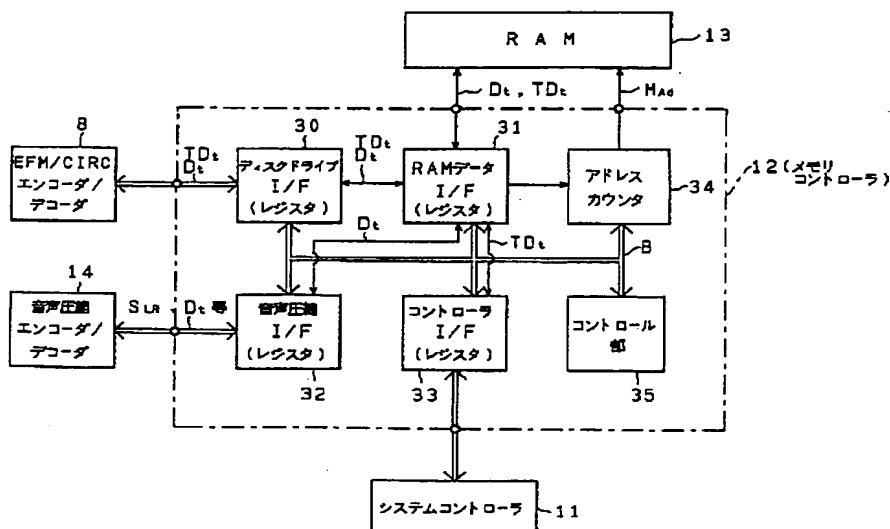 RAM
13
Dt , TDt
MAd
8
30
31
EFM/CIRC
エンコーダ/
デコーダ
TDt
Dt
ディスクドライブ
I/F
(レジスタ)
TDt
Dt
RAMデータ
I/F
(レジスタ)
アドレス
カウンタ
34
12(メモリ
コントローラ)
Dt
TDt
B
14
音声圧縮
エンコーダ/
デコーダ
SLR
Dt等
音声圧縮
I/F
(レジスタ)
コントローラ
I/F
(レジスタ)
コントロール
部
32
33
35
システムコントローラ
11